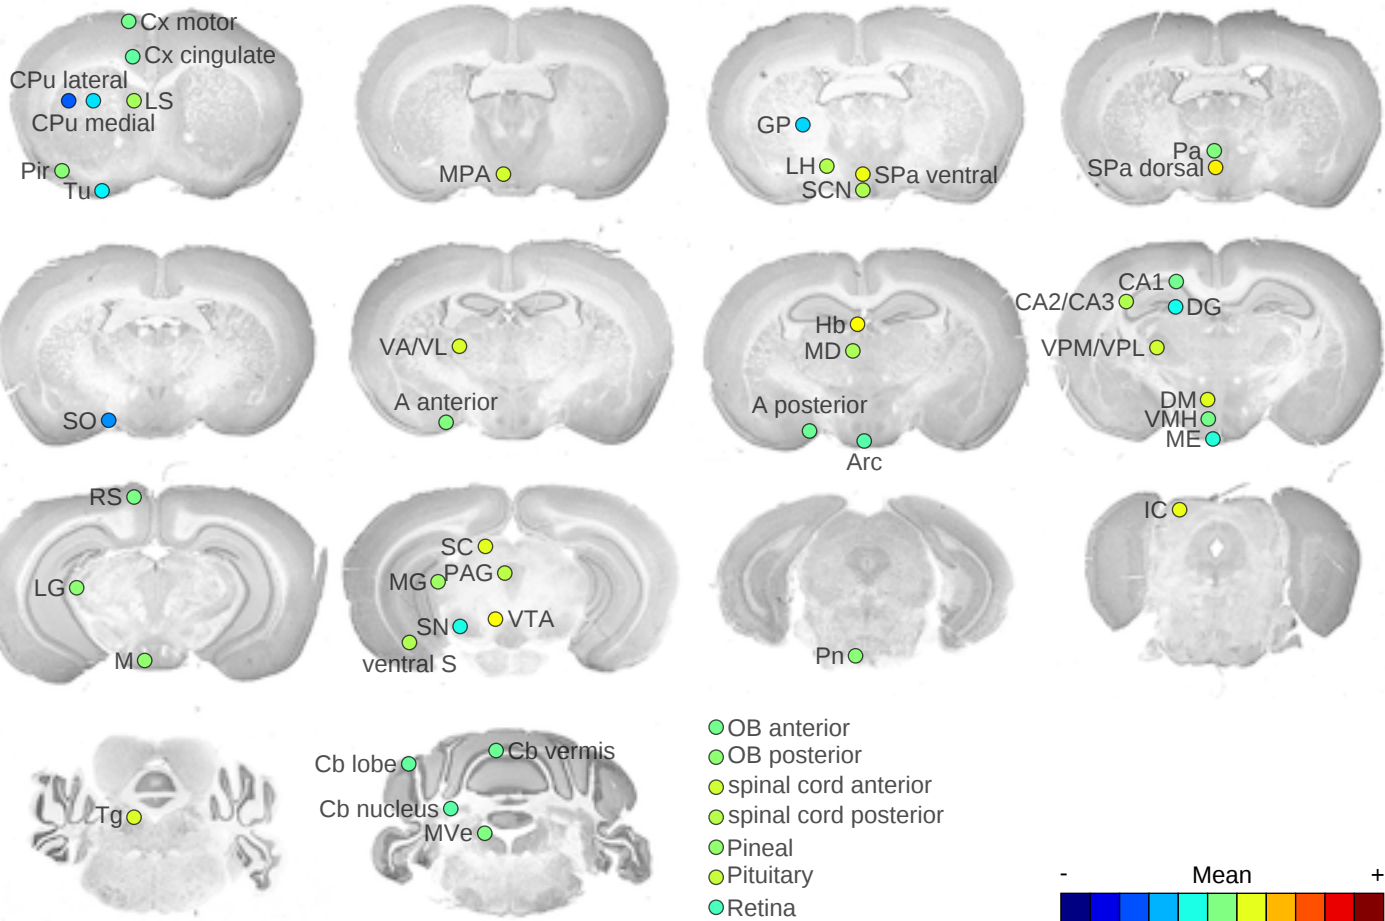 Cx motor
Cx cingulate
CPu lateral
LS
CPu medial
Pir
Tu
MPA
GP
LH
SPa ventral
SCN
Pa
SPa dorsal
SO
VA/VL
A anterior
Hb
MD
A posterior
Arc
CA1
CA2/CA3
DG
VPM/VPL
DM
VMH
ME
RS
LG
M
SC
PAG
MG
SN
VTA
ventral S
Pn
IC
Tg
Cb vermis
Cb lobe
Cb nucleus
MVe
OB anterior
OB posterior
spinal cord anterior
spinal cord posterior
Pineal
Pituitary
Retina
- Mean +